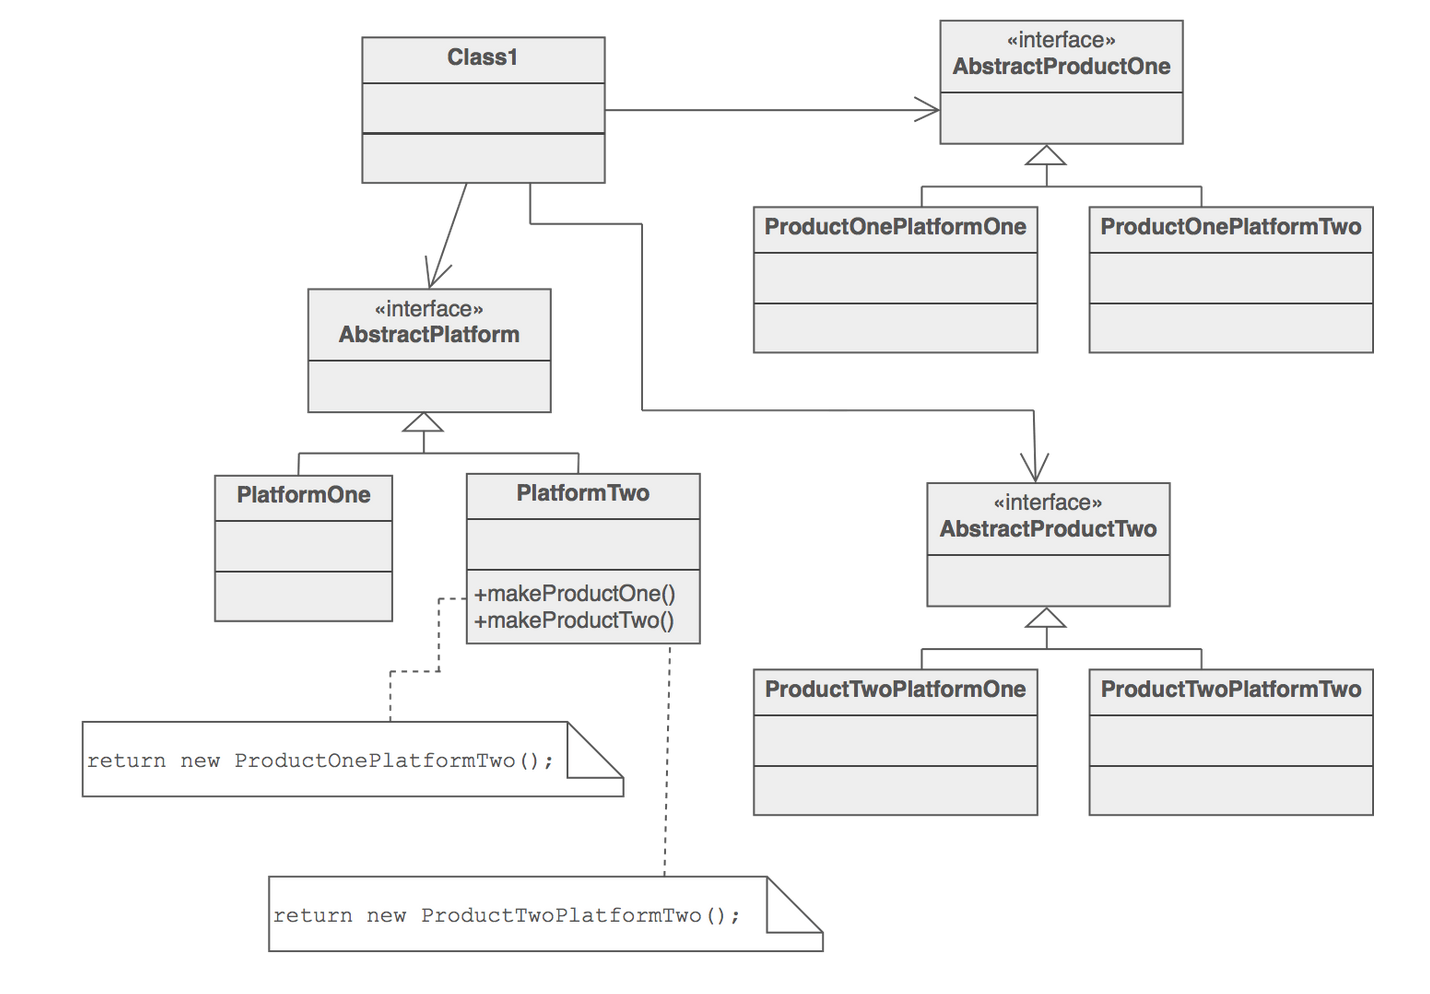 Class1
«interface»
AbstractProductOne
ProductOnePlatformOne
ProductOnePlatformTwo
«interface»
AbstractPlatform
PlatformOne
PlatformTwo
+makeProductOne()
+makeProductTwo()
«interface»
AbstractProductTwo
ProductTwoPlatformOne
ProductTwoPlatformTwo
return new ProductOnePlatformTwo();
return new ProductTwoPlatformTwo();